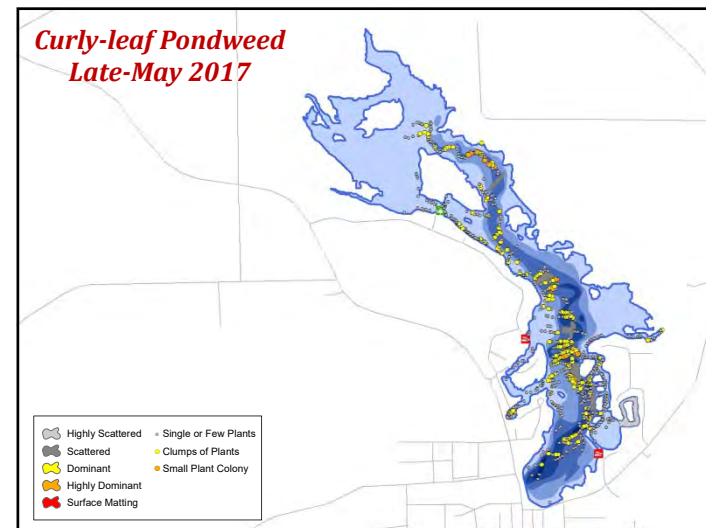 Curly-leaf Pondweed
Late-May 2017
Highly Scattered
Scattered
Dominant
Highly Dominant
Surface Matting
Single or Few Plants
Clumps of Plants
Small Plant Colony